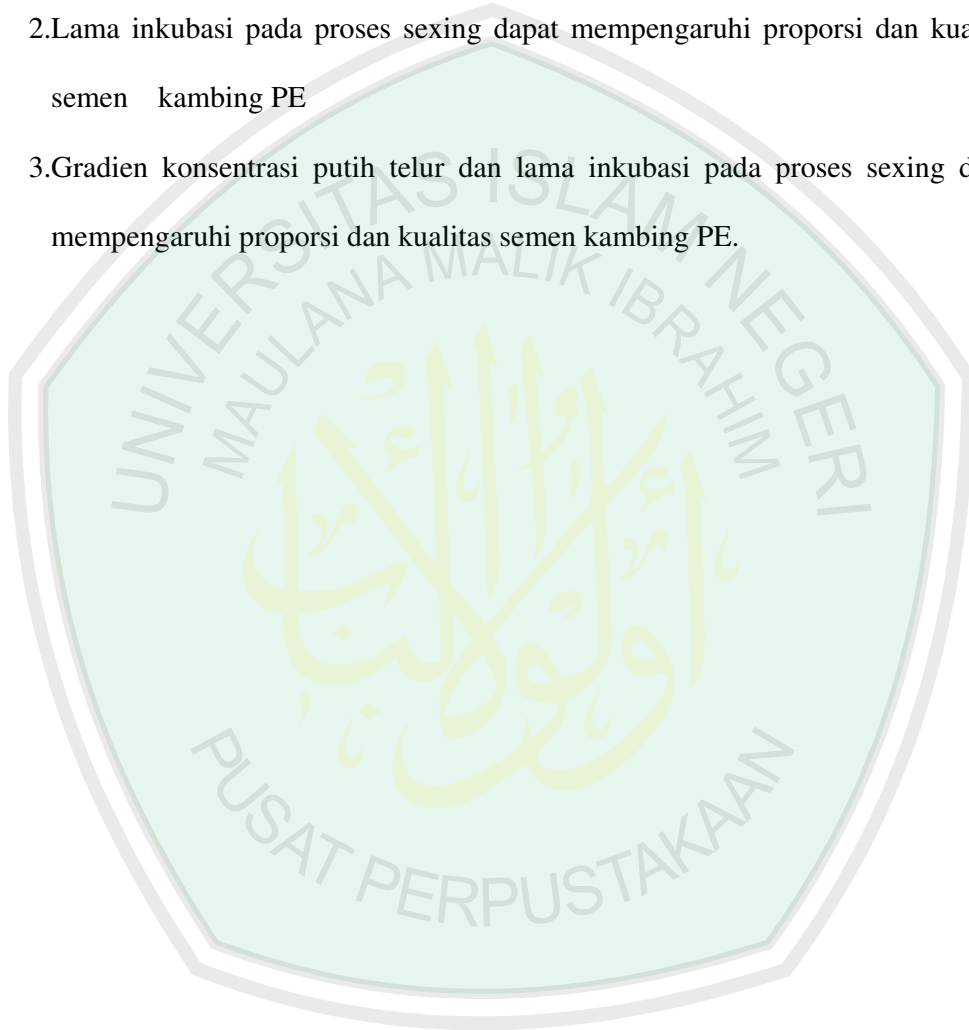 2.Lama inkubasi pada proses sexing dapat mempengaruhi proporsi dan
semen kambing PE
3.Gradien konsentrasi putih telur dan lama inkubasi pada proses sexing
mempengaruhi proporsi dan kualitas semen kambing PE.
UNIVERSITAS ISLAM NEGERI
MAULANA MALIK IBRAHIM
PUSAT PERPUSTAKAAN